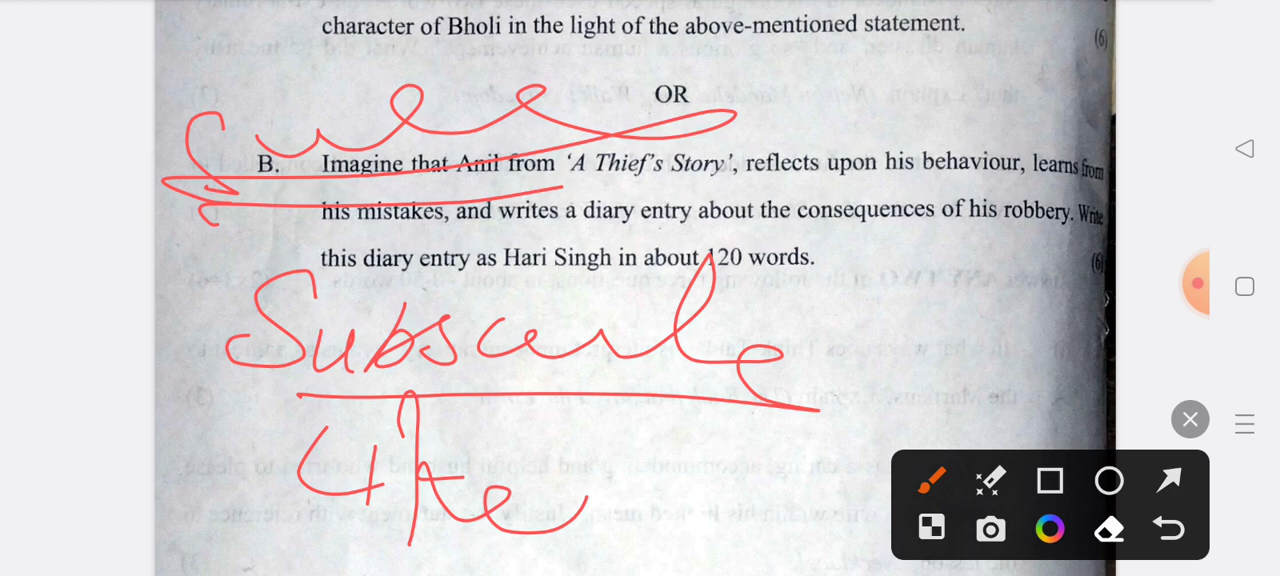 character of Bholi in the light of the above-mentioned statement.
(6)
OR
B. Imagine that Anil from 'A Thief's Story', reflects upon his behaviour, learns from
his mistakes, and writes a diary entry about the consequences of his robbery. Write
this diary entry as Hari Singh in about 120 words.
(6)